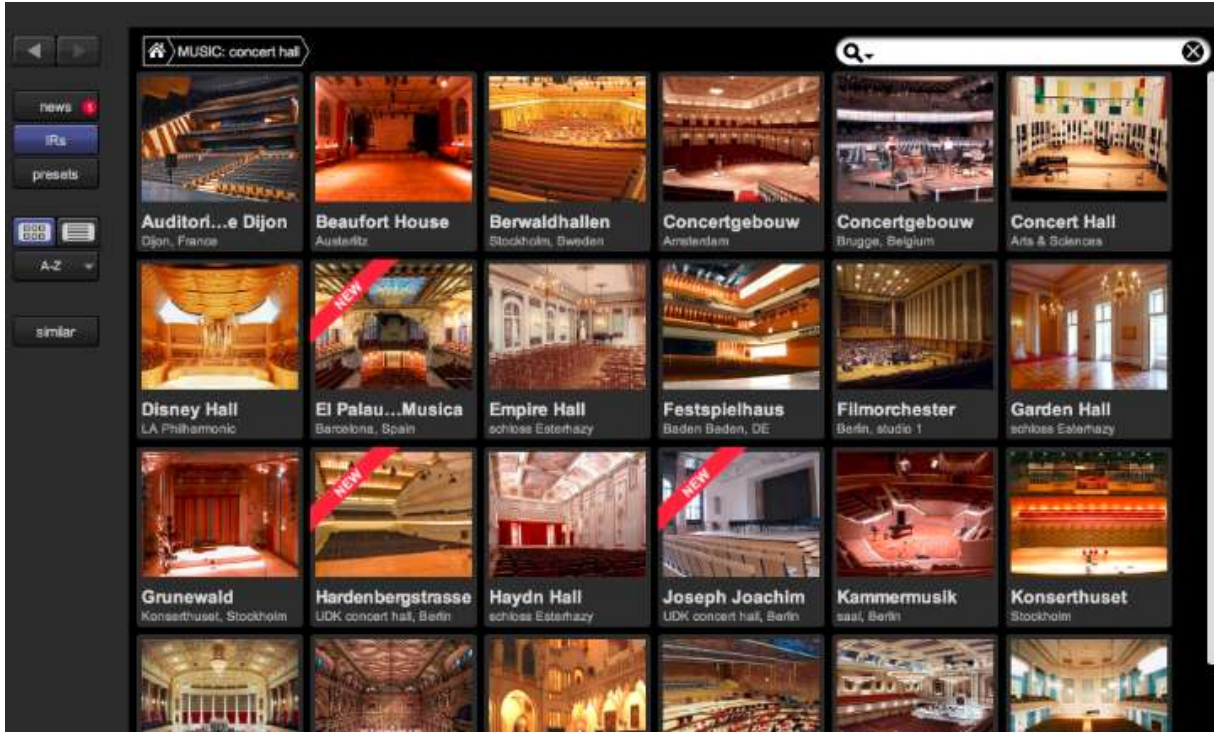 MUSIC: concert hall
news 1
IRs
presets
A-Z
similar
Auditori...e Dijon
Dijon, France
Beaufort House
Austerlitz
Berwaldhallen
Stockholm, Sweden
Concertgebouw
Amsterdam
Concertgebouw
Brugge, Belgium
Concert Hall
Arts & Sciences
Disney Hall
LA Philharmonic
NEW
El Palau...Musica
Barcelona, Spain
Empire Hall
schloss Esterhazy
Festspielhaus
Baden Baden, DE
Filmorchester
Berlin, studio 1
Garden Hall
schloss Esterhazy
Grunewald
Konserthuset, Stockholm
NEW
Hardenbergstrasse
UDK concert hall, Berlin
Haydn Hall
schloss Esterhazy
NEW
Joseph Joachim
UDK concert hall, Berlin
Kammermusik
saal, Berlin
Konserthuset
Stockholm